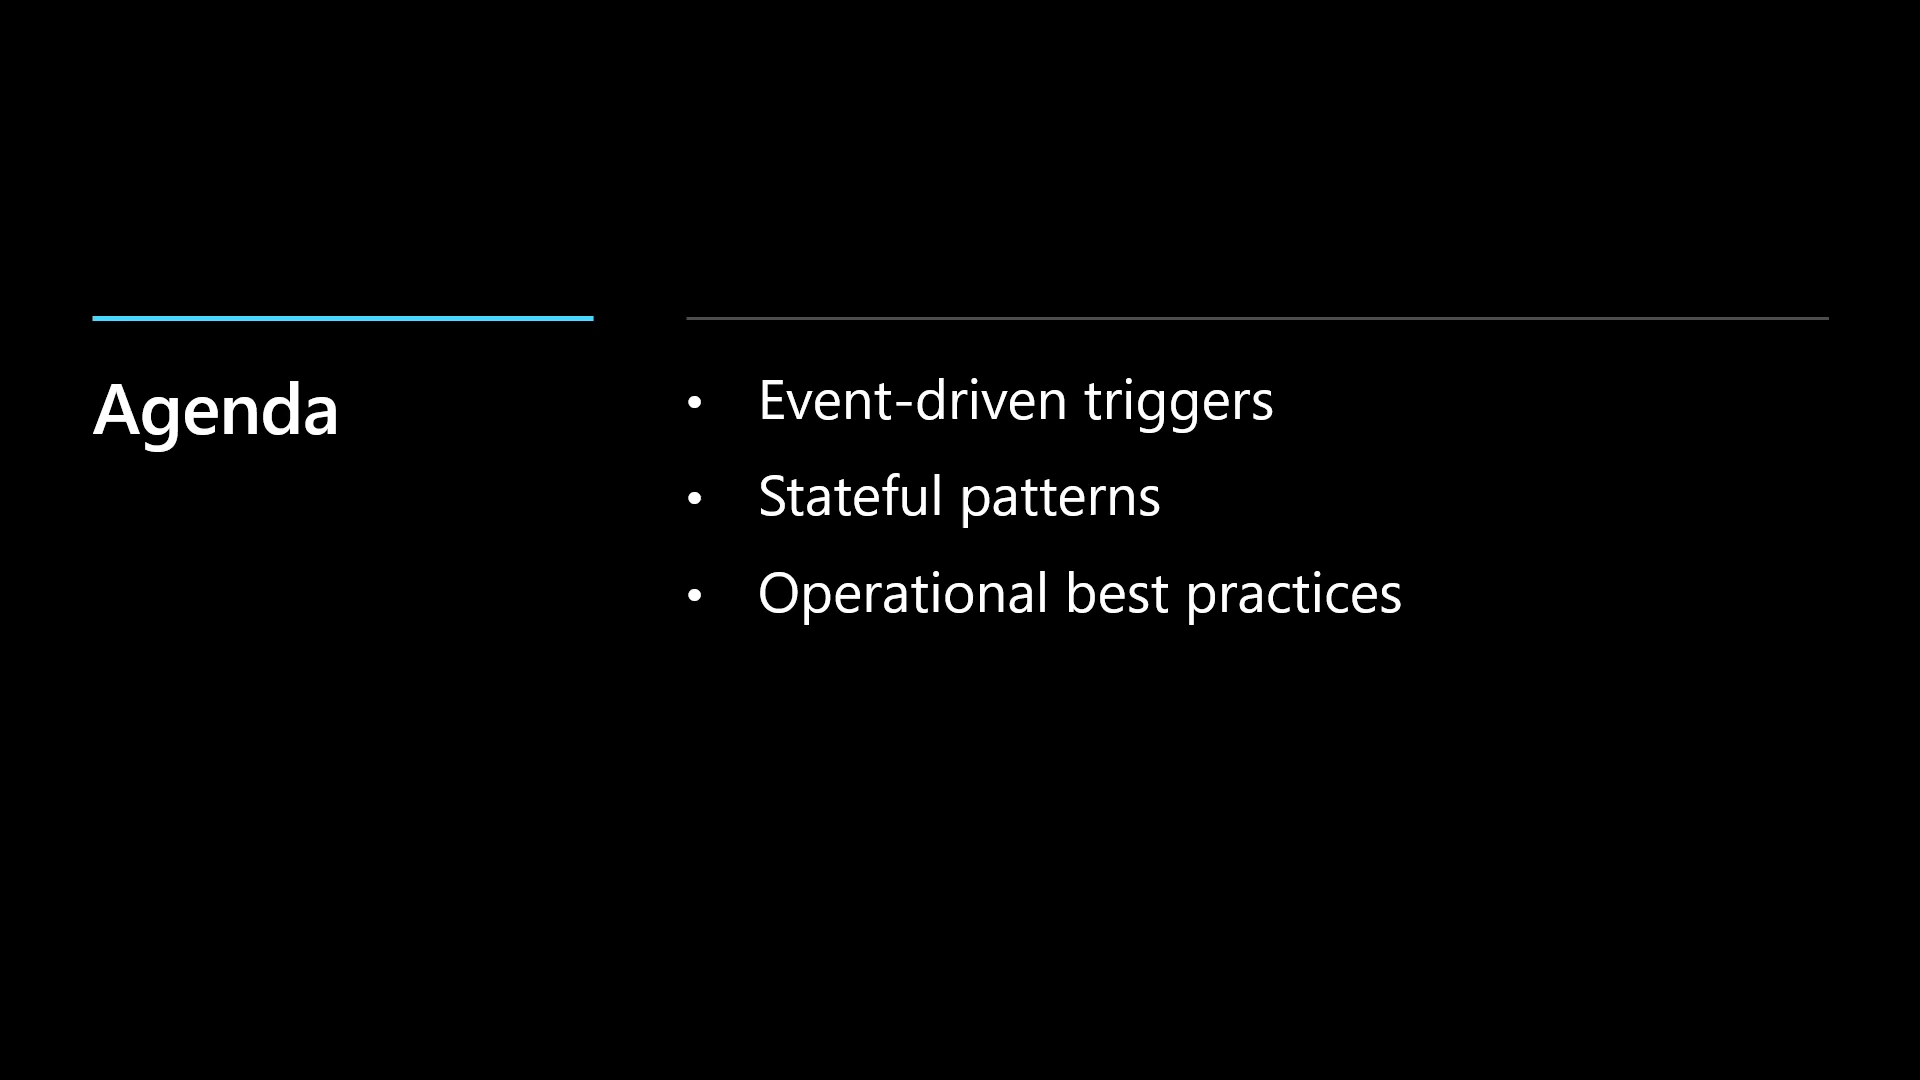 Agenda
• Event-driven triggers
• Stateful patterns
• Operational best practices